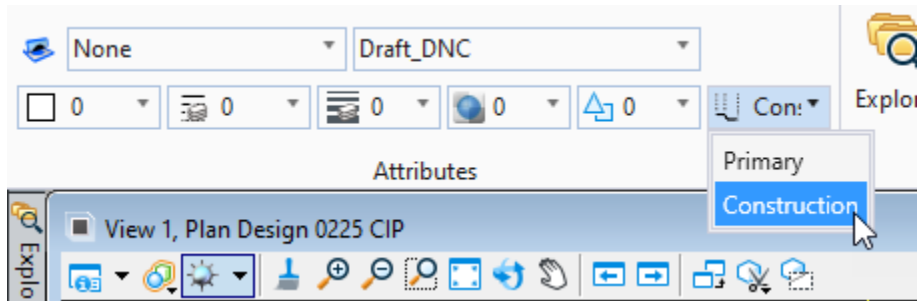 None
Draft_DNC
0
0
0
0
0
Con:
Explor
Attributes
Primary
Construction
Explo
View 1, Plan Design 0225 CIP